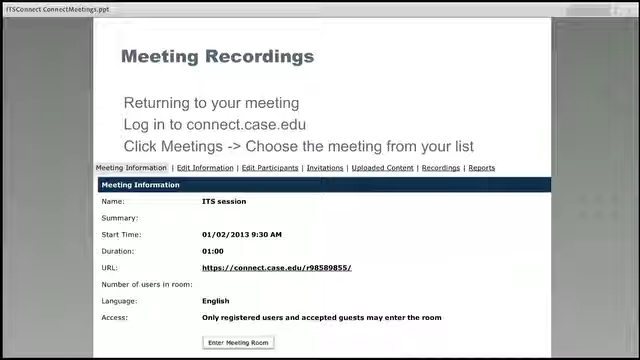 ITSConnect ConnectMeetings.ppt
Meeting Recordings
Returning to your meeting
Log in to connect.case.edu
Click Meetings -> Choose the meeting from your list
Meeting Information | Edit Information | Edit Participants | Invitations | Uploaded Content | Recordings | Reports
Meeting Information
Name: ITS session
Summary:
Start Time: 01/02/2013 9:30 AM
Duration: 01:00
URL: https://connect.case.edu/r98589855/
Number of users in room:
Language: English
Access: Only registered users and accepted guests may enter the room
Enter Meeting Room